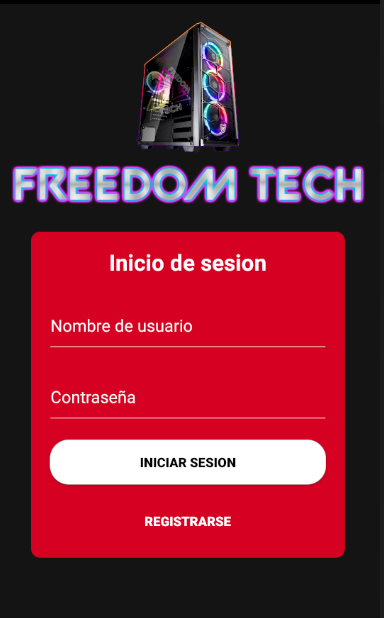 FREEDOM TECH
Inicio de sesion
Nombre de usuario
Contraseña
INICIAR SESION
REGISTRARSE